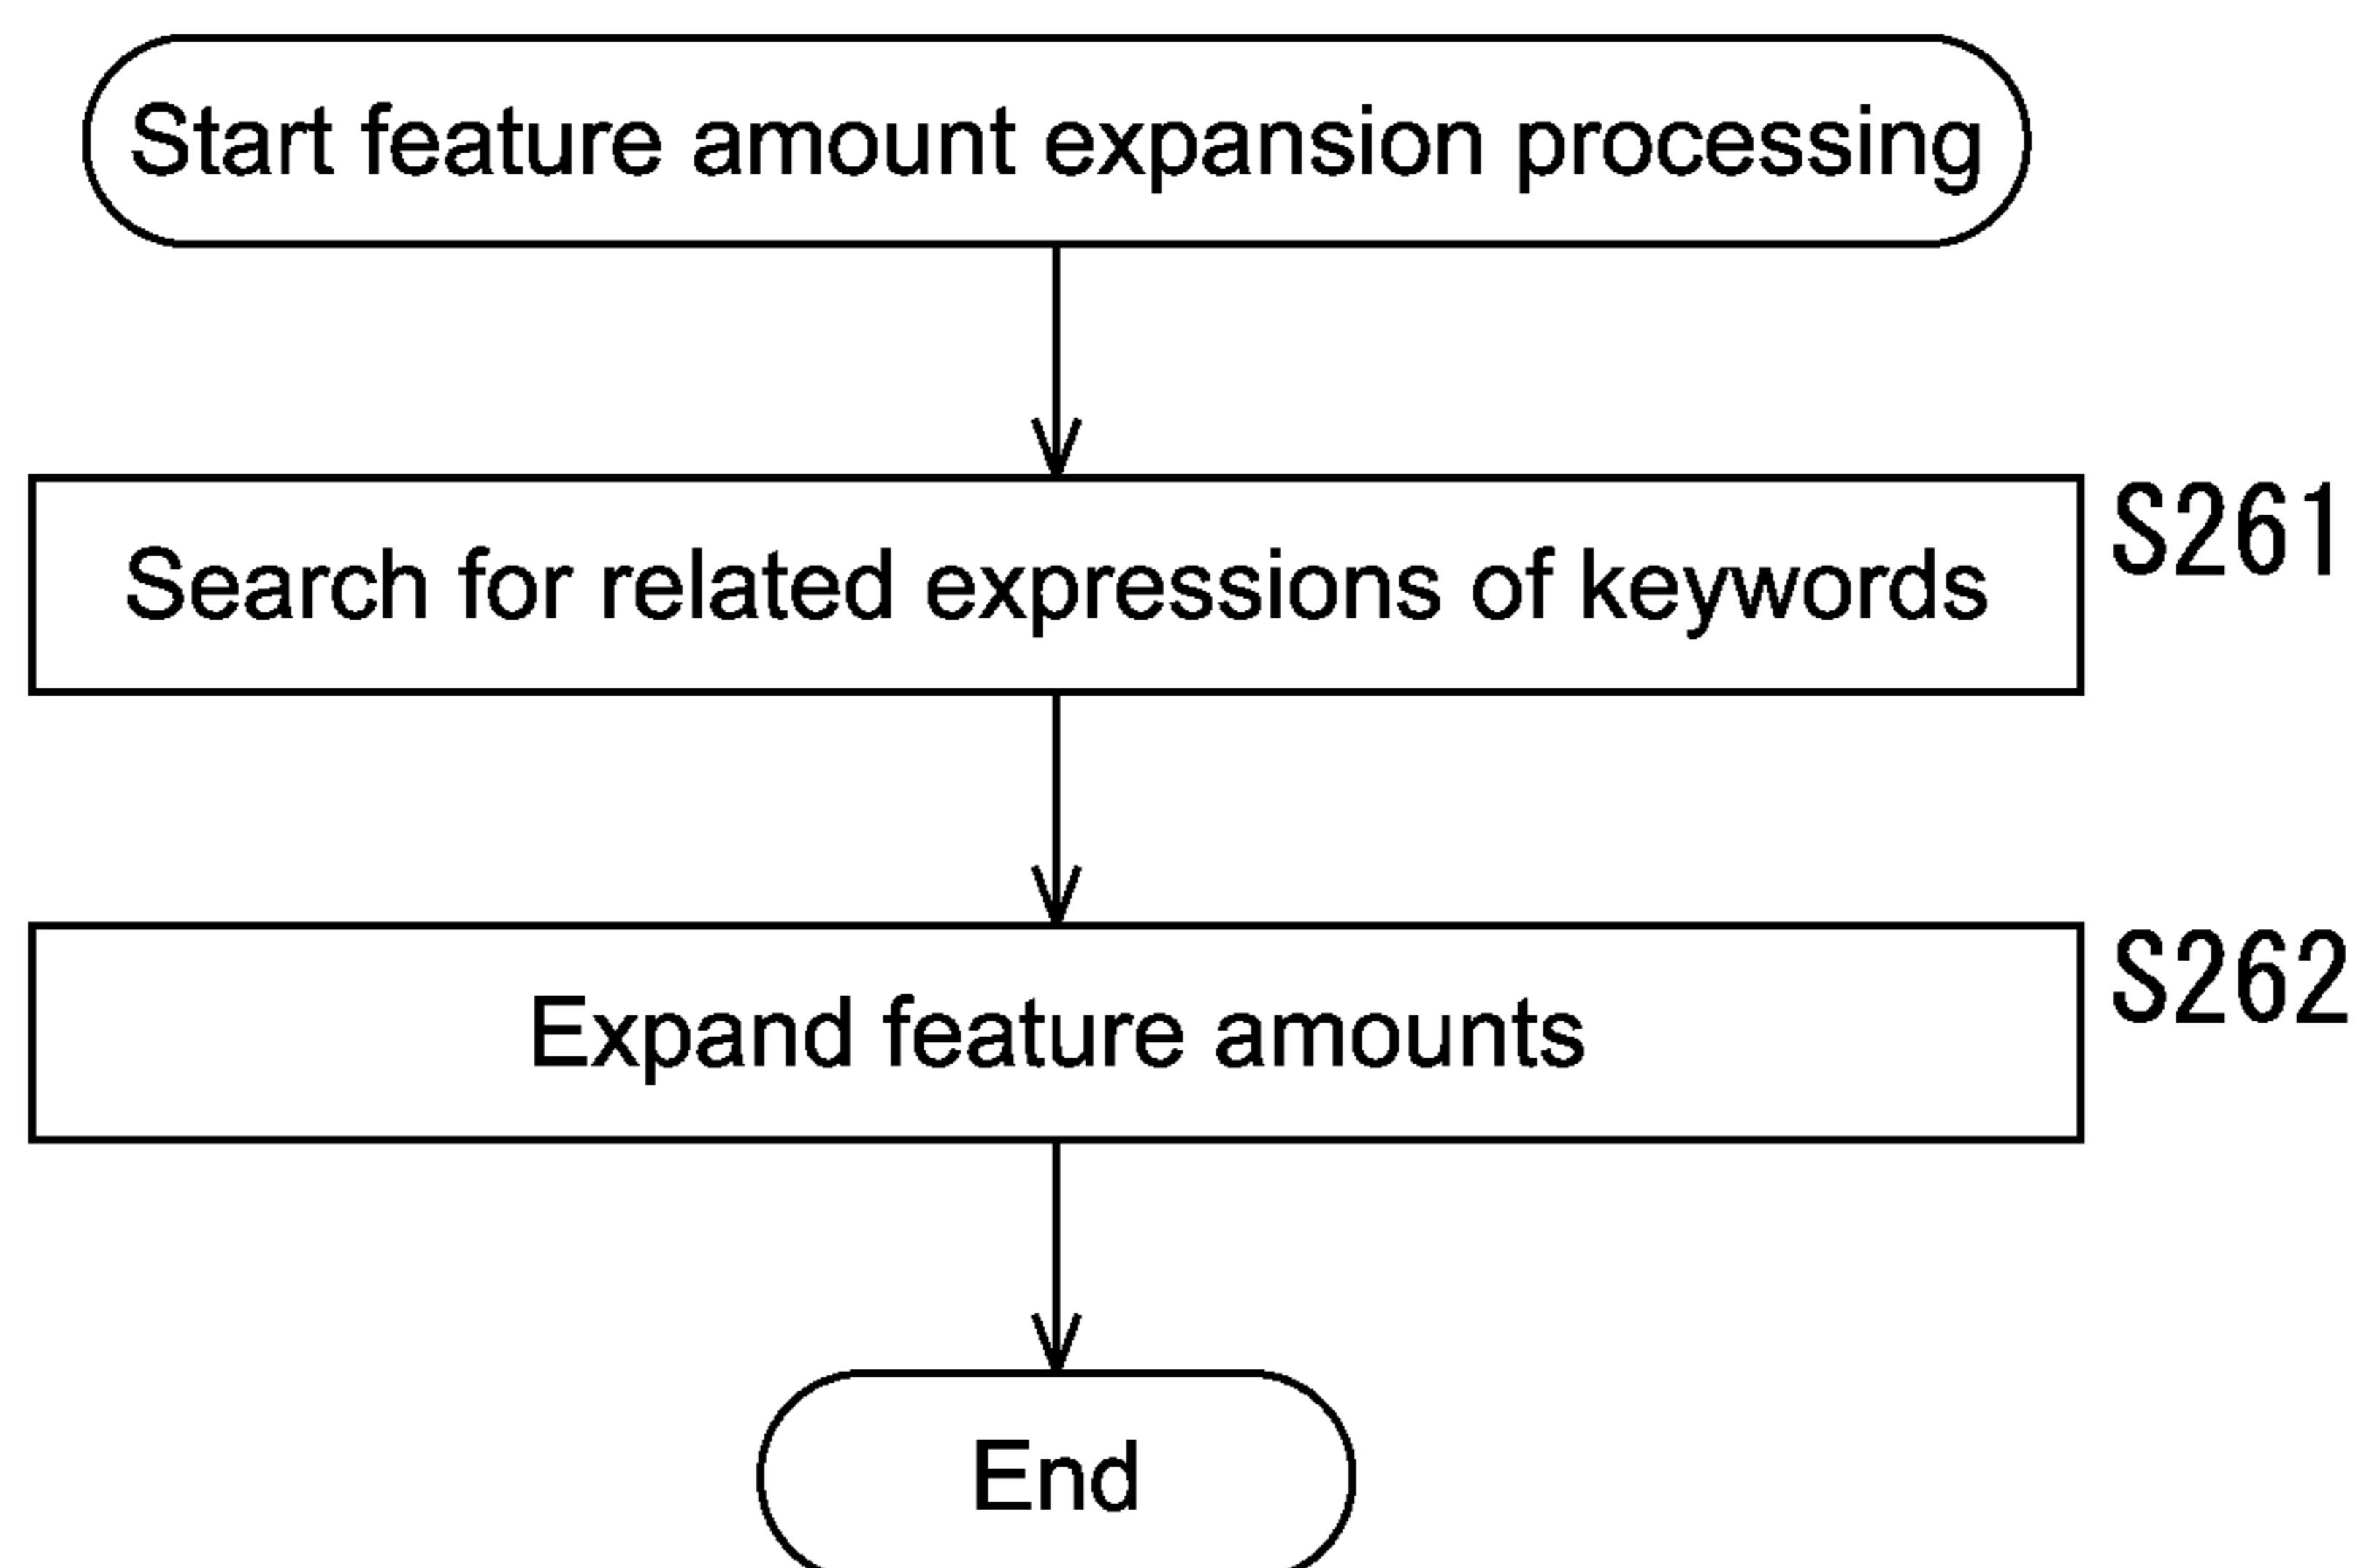 Start feature amount expansion processing
Search for related expressions of keywords
S261
Expand feature amounts
S262
End